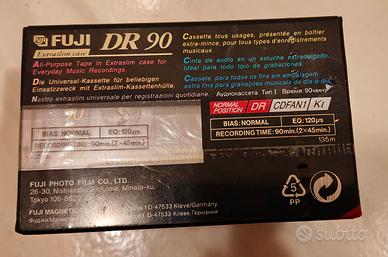 FUJI DR 90
Extraslim case
All-Purpose Tape in Extraslim case for
Everyday Music Recordings.
Die Universal-Kassette für beliebigen
Einsatzzweck mit Extraslim-Kassettenhülle.
Nastro extraslim universale per registrazioni quotidiane.
Cassette tous usages, présentée en boîtier
extra-mince, pour tous types d'enregistrements
Cinta de audio en un estuche extradelgado
ideal para todo tipo de grabaciones.
Cassete para todos os fins em embalagem
extra fina para gravações musicais do
Аудиокассета Тип 1 Время: 90мин
NORMAL POSITION DR CDFAN1 K1
BIAS: NORMAL EQ: 120µs
RECORDING TIME: 90min.(2×45min.)
135m
BIAS: NORMAL EQ: 120µs
RECORDING TIME: 90min.(2×45min.)
FUJI PHOTO FILM CO., LTD.
26-30, Nishiazabu 2-chome, Minato-ku,
Tokyo 106-8620
FUJI MAGNETICS
D-47533 Kleve/Germany
D-47533 Клеве, Германия
5
PP
subito